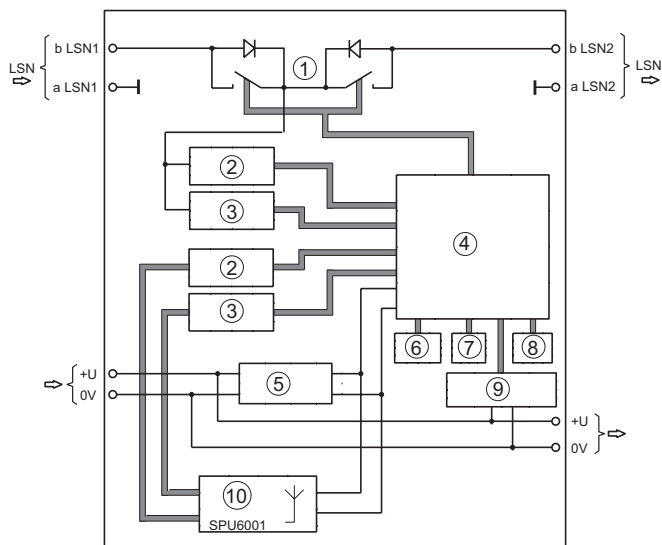 b LSN1
LSN
a LSN1
①
b LSN2
LSN
a LSN2
②
③
④
②
③
⑥
⑦
⑧
+U
0V
⑤
⑨
+U
0V
⑩
SPU6001